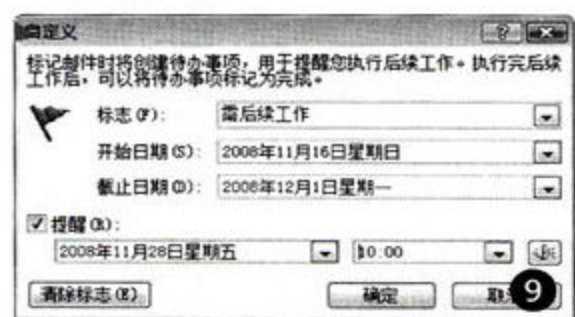 自定义
标记邮件时将创建待办事项，用于提醒您执行后续工作。执行完后续
工作后，可以将待办事项标记为完成。
标志(F)： 需后续工作
开始日期(S)： 2008年11月16日星期日
截止日期(D)： 2008年12月1日星期一
提醒(R)：
2008年11月28日星期五 10:00
清除标志(E) 确定 取 9